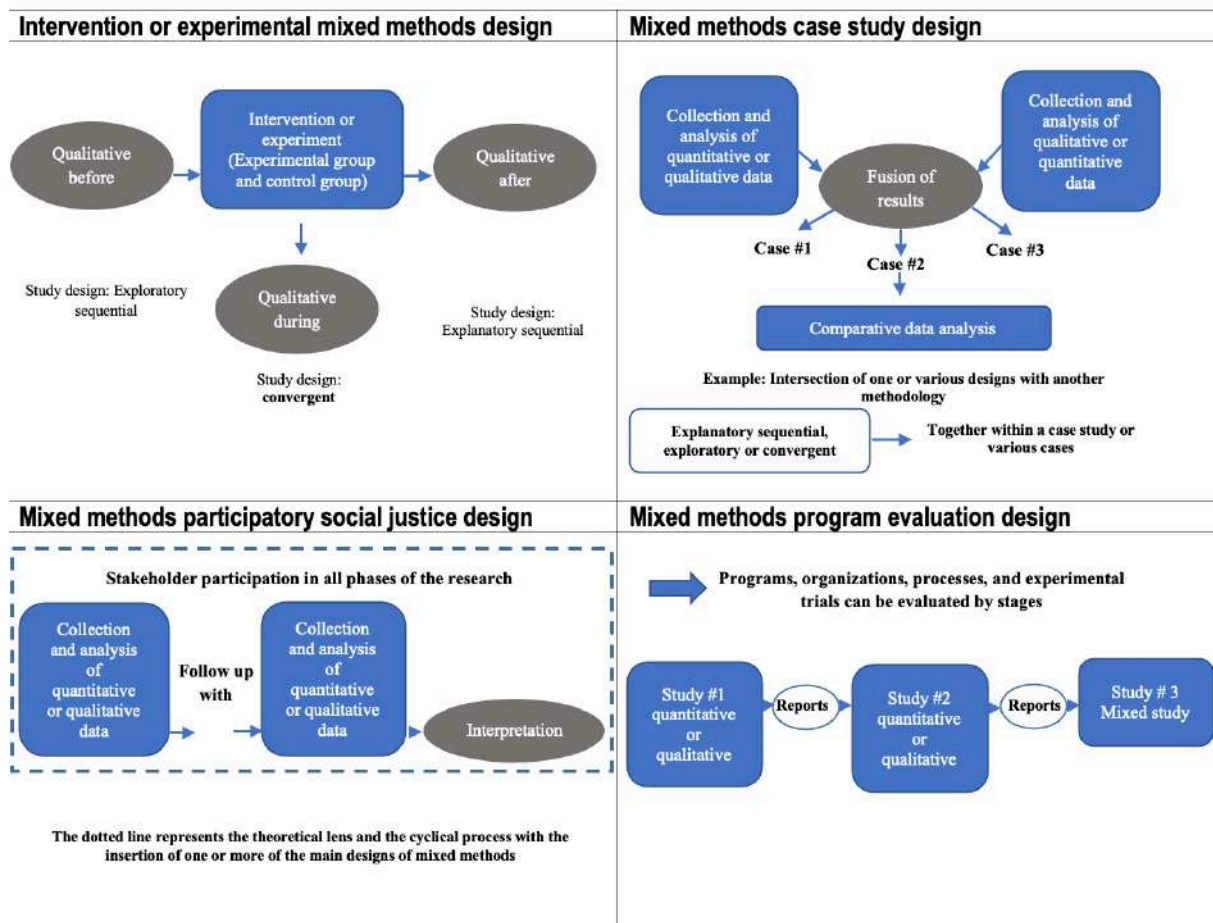 Intervention or experimental mixed methods design
Qualitative
before
Intervention or
experiment
(Experimental group
and control group)
Qualitative
after
Study design: Exploratory
sequential
Qualitative
during
Study design:
Explanatory sequential
Study design:
convergent
Mixed methods case study design
Collection and
analysis of
quantitative or
qualitative data
Collection and
analysis of
qualitative or
quantitative
data
Fusion of
results
Case #1
Case #2
Case #3
Comparative data analysis
Example: Intersection of one or various designs with another
methodology
Explanatory sequential,
exploratory or convergent
Together within a case study or
various cases
Mixed methods participatory social justice design
Stakeholder participation in all phases of the research
Collection
and analysis
of
quantitative
or qualitative
data
Follow up
with
Collection
and analysis
of
quantitative
or qualitative
data
Interpretation
The dotted line represents the theoretical lens and the cyclical process with the
insertion of one or more of the main designs of mixed methods
Mixed methods program evaluation design
Programs, organizations, processes, and experimental
trials can be evaluated by stages
Study #1
quantitative
or
qualitative
Reports
Study #2
quantitative
or
qualitative
Reports
Study # 3
Mixed study